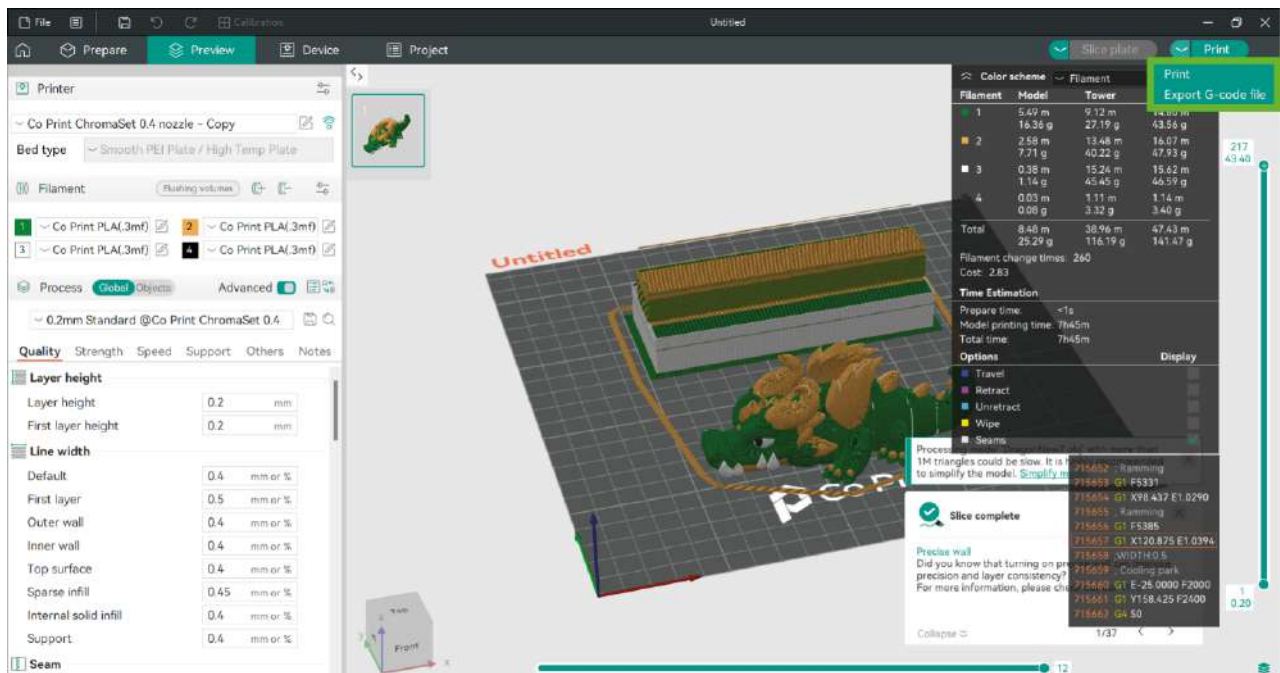 File
Calibration
Untitled
Prepare
Preview
Device
Project
Slice plate
Print
Print
Export G-code file
Printer
Co Print ChromaSet 0.4 nozzle - Copy
Bed type
Smooth PEI Plate / High Temp Plate
Filament
Flushing volumes
1 Co Print PLA(.3mf) 2 Co Print PLA(.3mf)
3 Co Print PLA(.3mf) 4 Co Print PLA(.3mf)
Process Global Objects Advanced
0.2mm Standard @Co Print ChromaSet 0.4
Quality Strength Speed Support Others Notes
Layer height
Layer height 0.2 mm
First layer height 0.2 mm
Line width
Default 0.4 mm or %
First layer 0.5 mm or %
Outer wall 0.4 mm or %
Inner wall 0.4 mm or %
Top surface 0.4 mm or %
Sparse infill 0.45 mm or %
Internal solid infill 0.4 mm or %
Support 0.4 mm or %
Seam
Untitled
Front
Color scheme Filament
Filament Model Tower
1 5.49 m 9.12 m
16.36 g 27.19 g 43.56 g
2 2.58 m 13.48 m 16.07 m
7.71 g 40.22 g 47.93 g
3 0.38 m 15.24 m 15.62 m
1.14 g 45.45 g 46.59 g
4 0.03 m 1.11 m 1.14 m
0.08 g 3.32 g 3.40 g
Total 8.48 m 38.96 m 47.43 m
25.29 g 116.19 g 141.47 g
Filament change times: 260
Cost: 2.83
Time Estimation
Prepare time: <1s
Model printing time: 7h45m
Total time: 7h45m
Options Display
Travel
Retract
Unretract
Wipe
Seams
217
43.40
1M triangles could be slow. It is
to simplify the model. Simplify
Slice complete
Precise wall
Did you know that turning on
precision and layer consistency?
For more information, please
Collapse
1/37
715652 ; Ramming
715653 G1 F5331
715654 G1 X98.437 E1.0290
715655 ; Ramming
715656 G1 F5385
715657 G1 X120.875 E1.0394
715658 ;WIDTH:0.5
715659 ; Cooling park
715660 G1 E-25.0000 F2000
715661 G1 Y158.425 F2400
715662 G4 S0
1
0.20
12